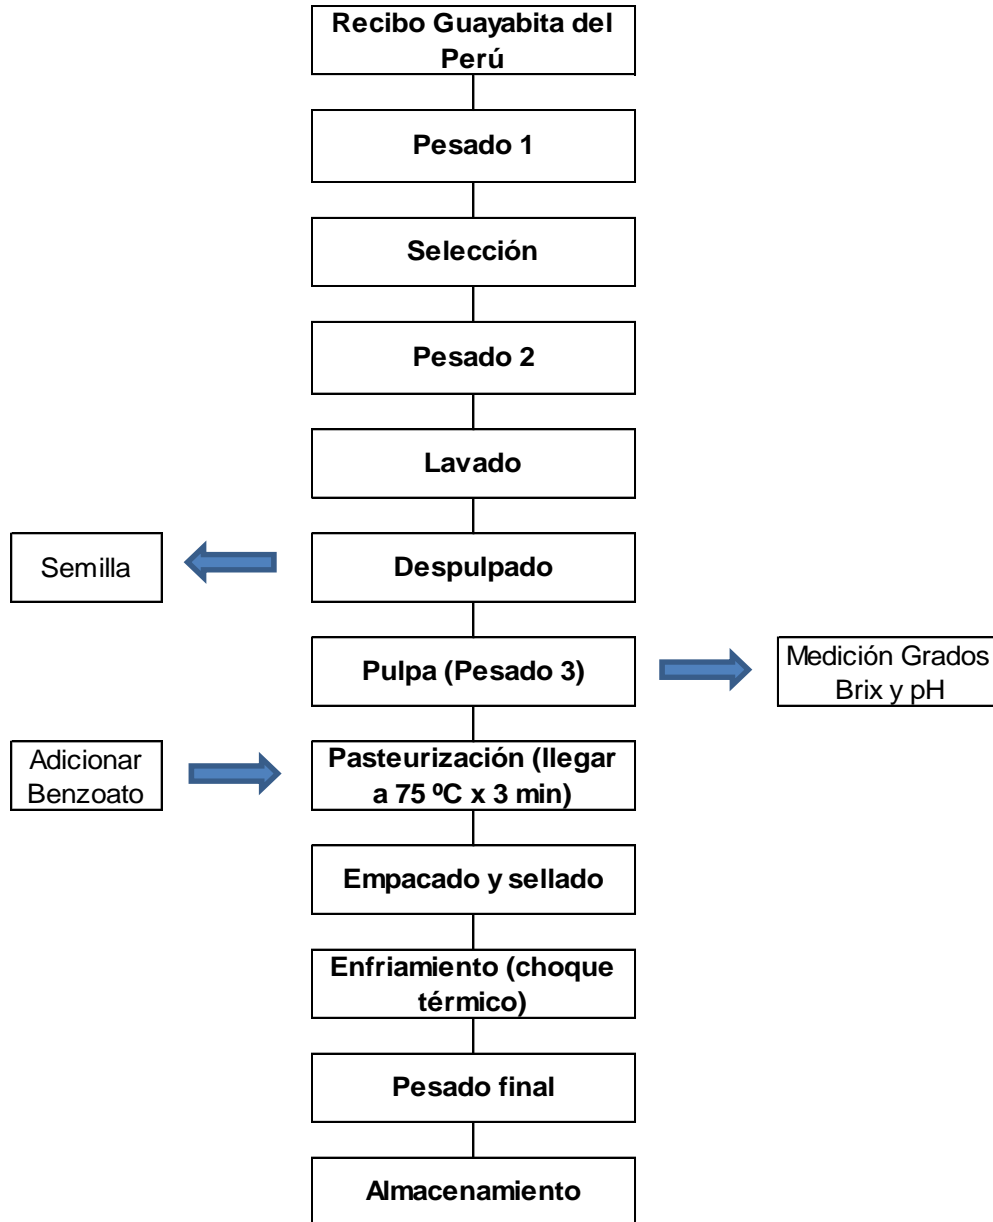 Recibo Guayabita del
Perú
Pesado 1
Selección
Pesado 2
Lavado
Semilla
Despulpado
Pulpa (Pesado 3)
Medición Grados
Brix y pH
Adicionar
Benzoato
Pasteurización (llegar
a 75 ºC x 3 min)
Empacado y sellado
Enfriamiento (choque
térmico)
Pesado final
Almacenamiento